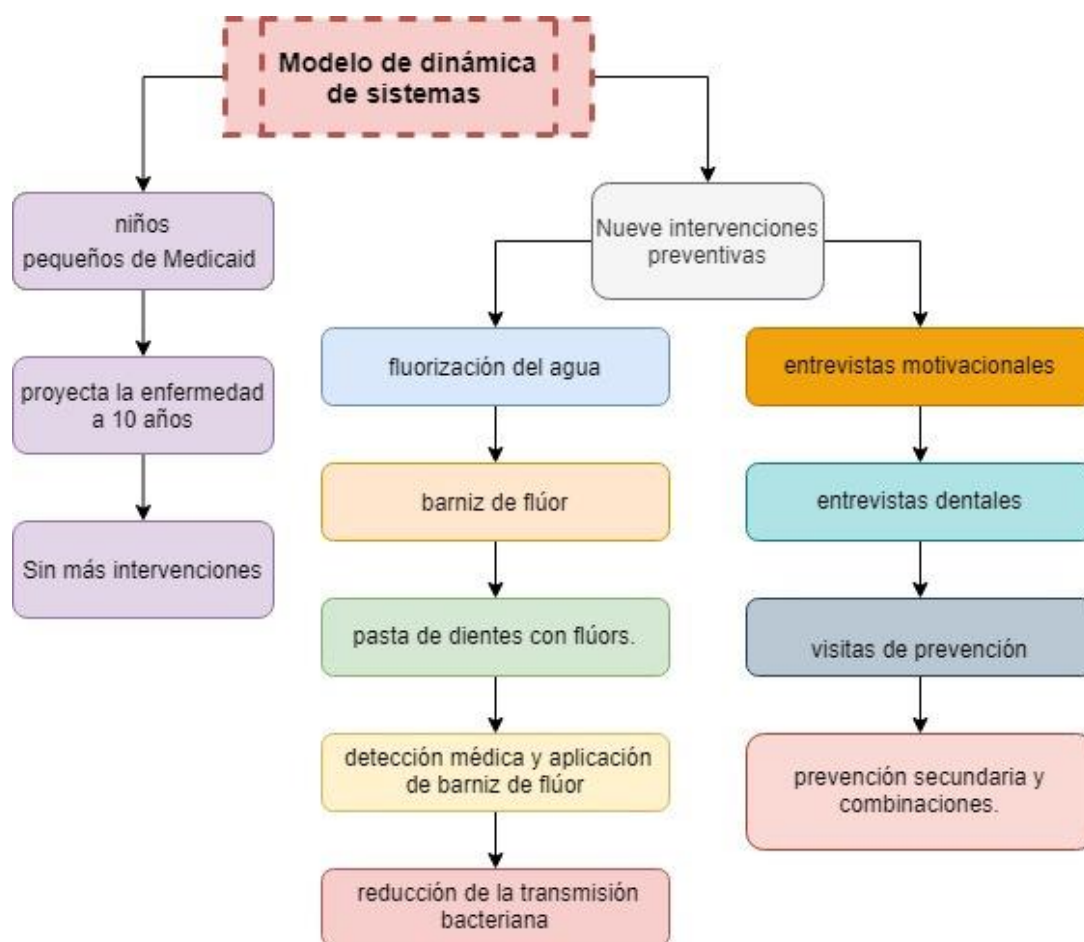 Modelo de dinámica
de sistemas
niños
pequeños de Medicaid
proyecta la enfermedad
a 10 años
Sin más intervenciones
Nueve intervenciones
preventivas
fluorización del agua
barniz de flúor
pasta de dientes con flúors.
detección médica y aplicación
de barniz de flúor
reducción de la transmisión
bacteriana
entrevistas motivacionales
entrevistas dentales
visitas de prevención
prevención secundaria y
combinaciones.